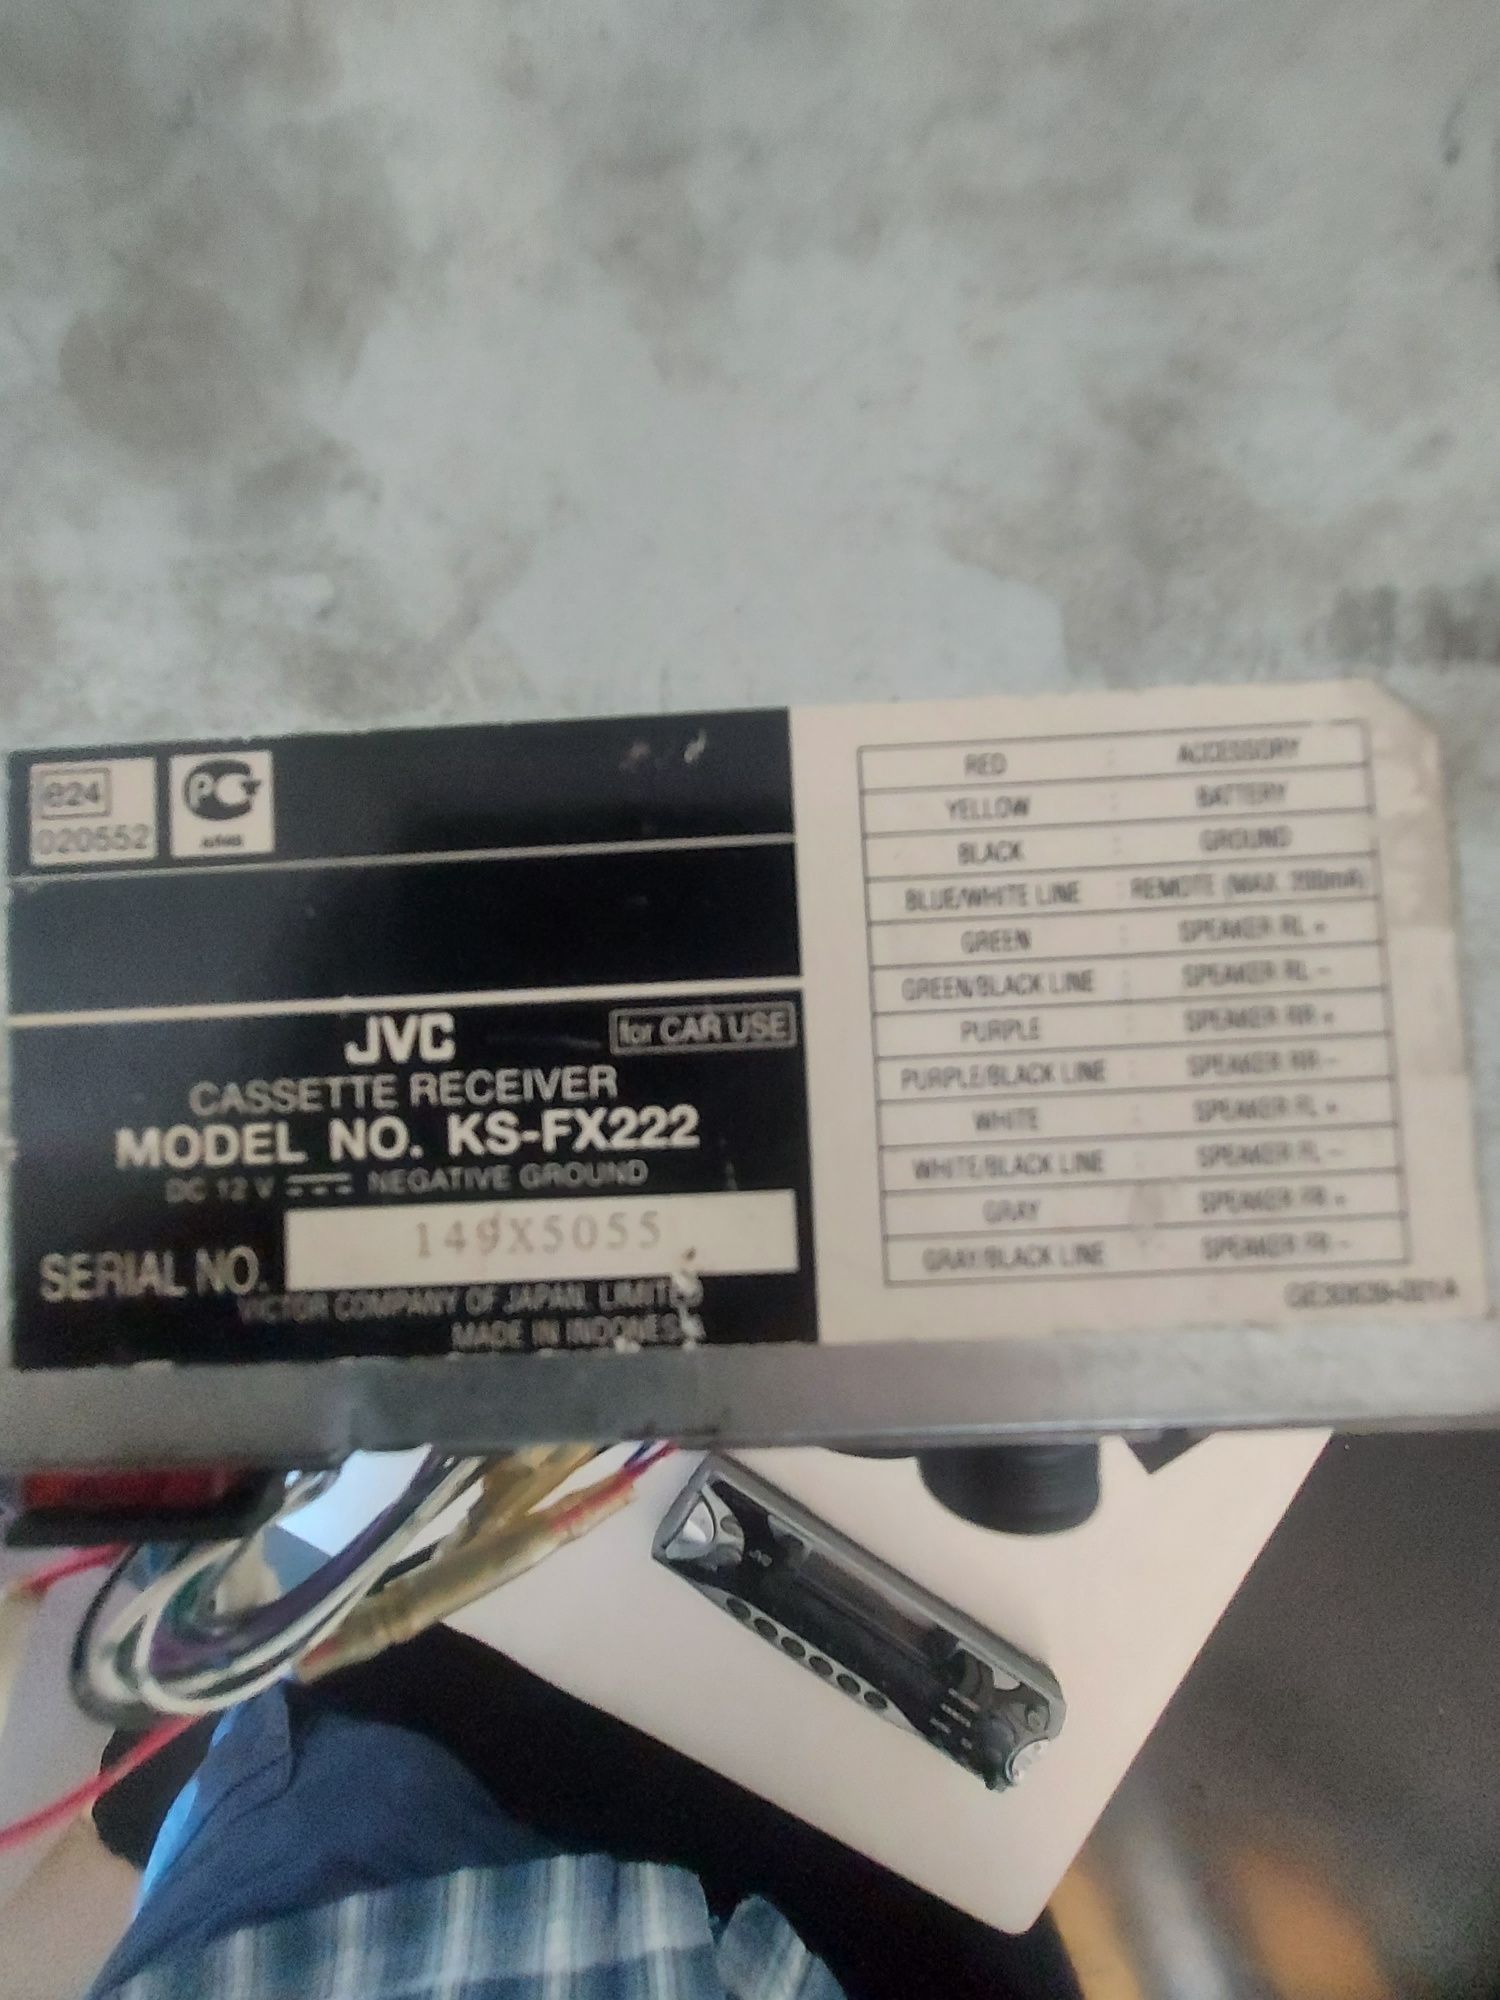 e24
020552
PCT
JVC
for CAR USE
CASSETTE RECEIVER
MODEL NO. KS-FX222
DC 12 V NEGATIVE GROUND
SERIAL NO. 149X5055
VICTOR COMPANY OF JAPAN, LIMITED
MADE IN INDONESIA
RED : ACCESSORY
YELLOW : BATTERY
BLACK : GROUND
BLUE/WHITE LINE : REMOTE (MAX. 200mA)
GREEN : SPEAKER RL +
GREEN/BLACK LINE : SPEAKER RL -
PURPLE : SPEAKER RR +
PURPLE/BLACK LINE : SPEAKER RR -
WHITE : SPEAKER FL +
WHITE/BLACK LINE : SPEAKER FL -
GRAY : SPEAKER FR +
GRAY/BLACK LINE : SPEAKER FR -
JVC